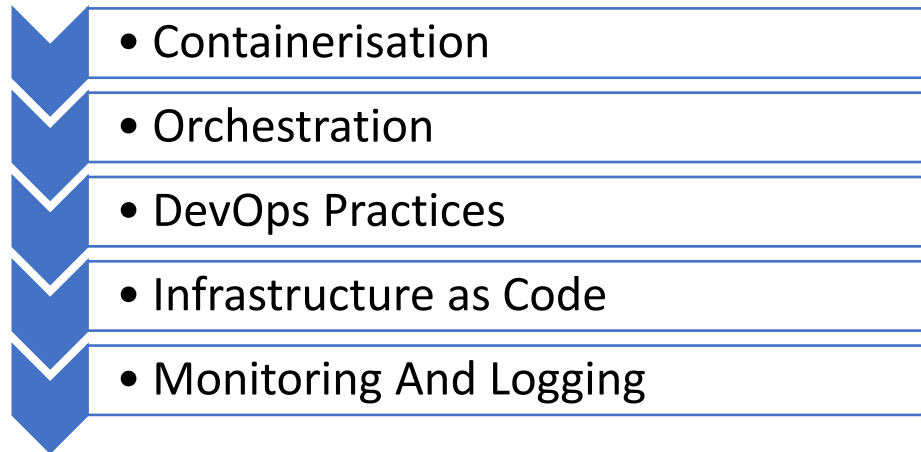 • Containerisation
• Orchestration
• DevOps Practices
• Infrastructure as Code
• Monitoring And Logging